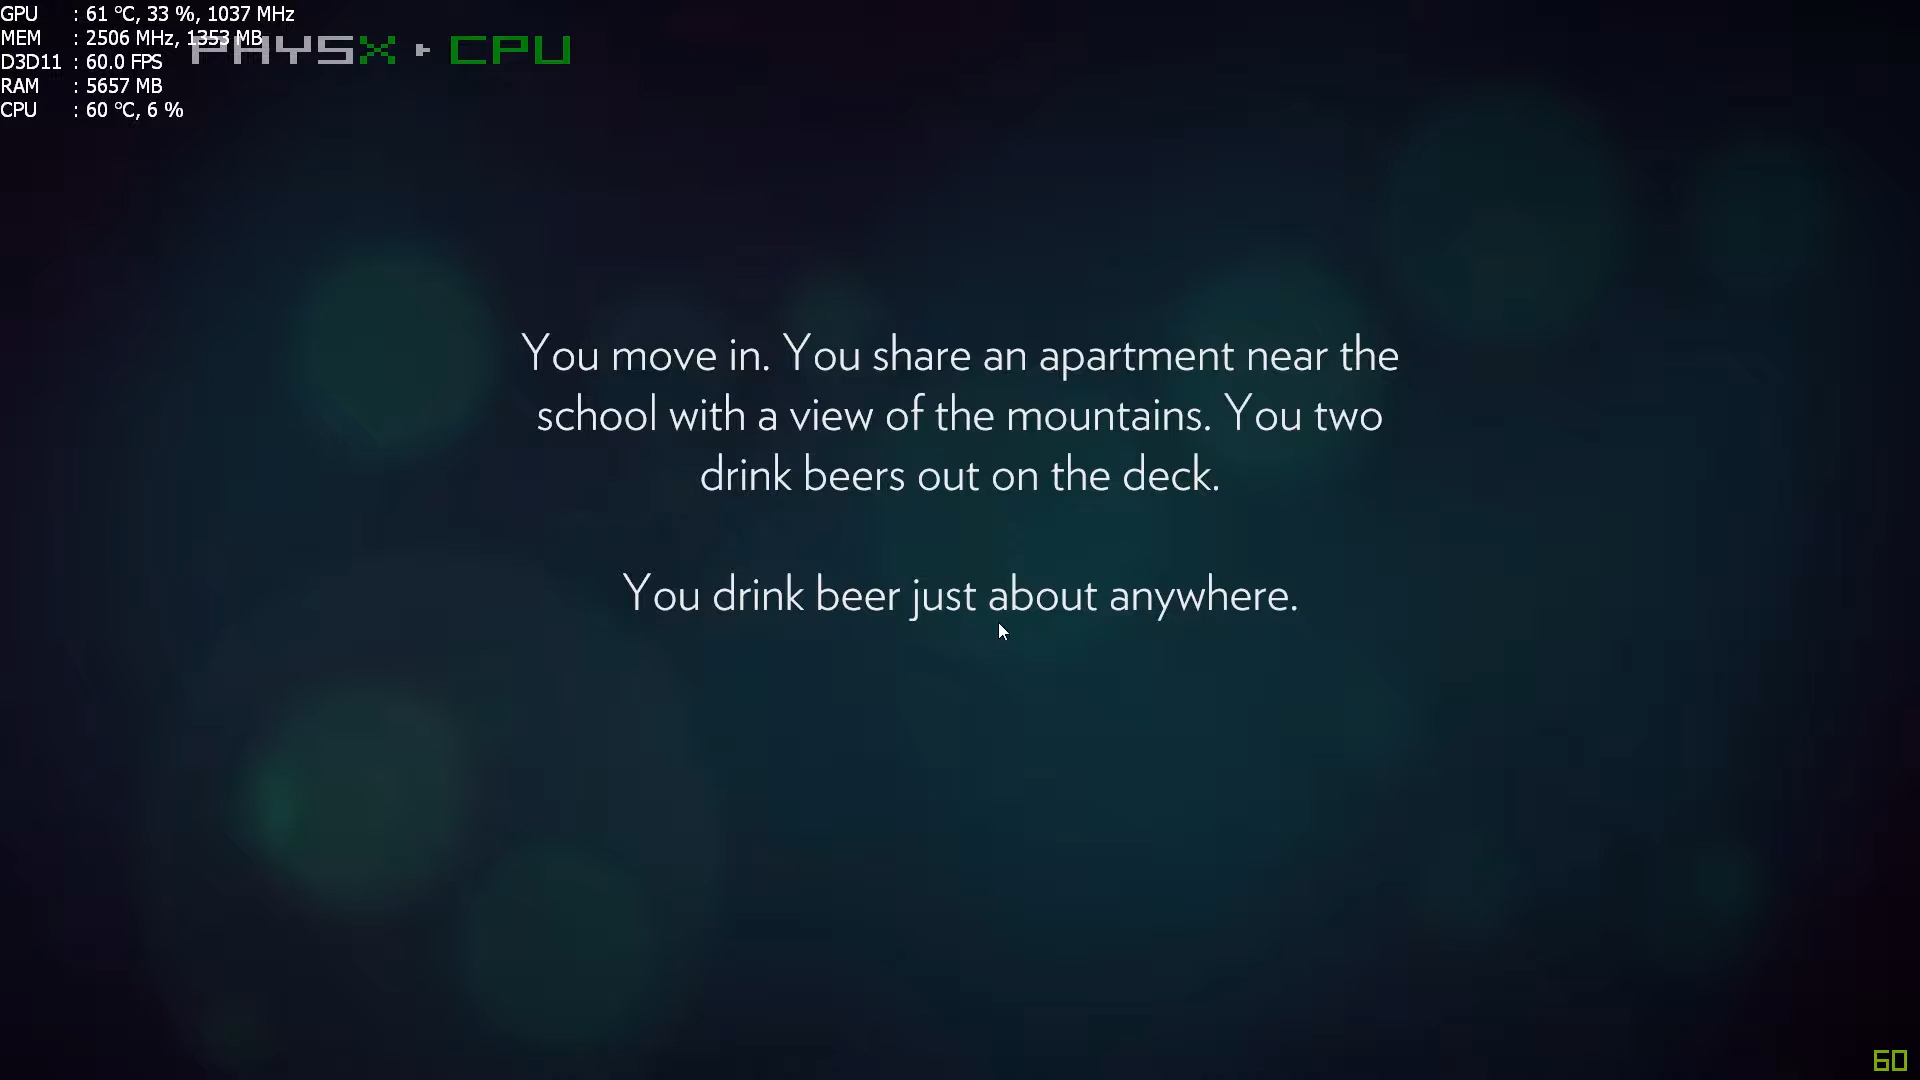 GPU : 61 °C, 33 %, 1037 MHz
MEM : 2506 MHz, 1353 MB
PHYSX CPU
D3D11 : 60.0 FPS
RAM : 5657 MB
CPU : 60 °C, 6 %
You move in. You share an apartment near the
school with a view of the mountains. You two
drink beers out on the deck.
You drink beer just about anywhere.
60